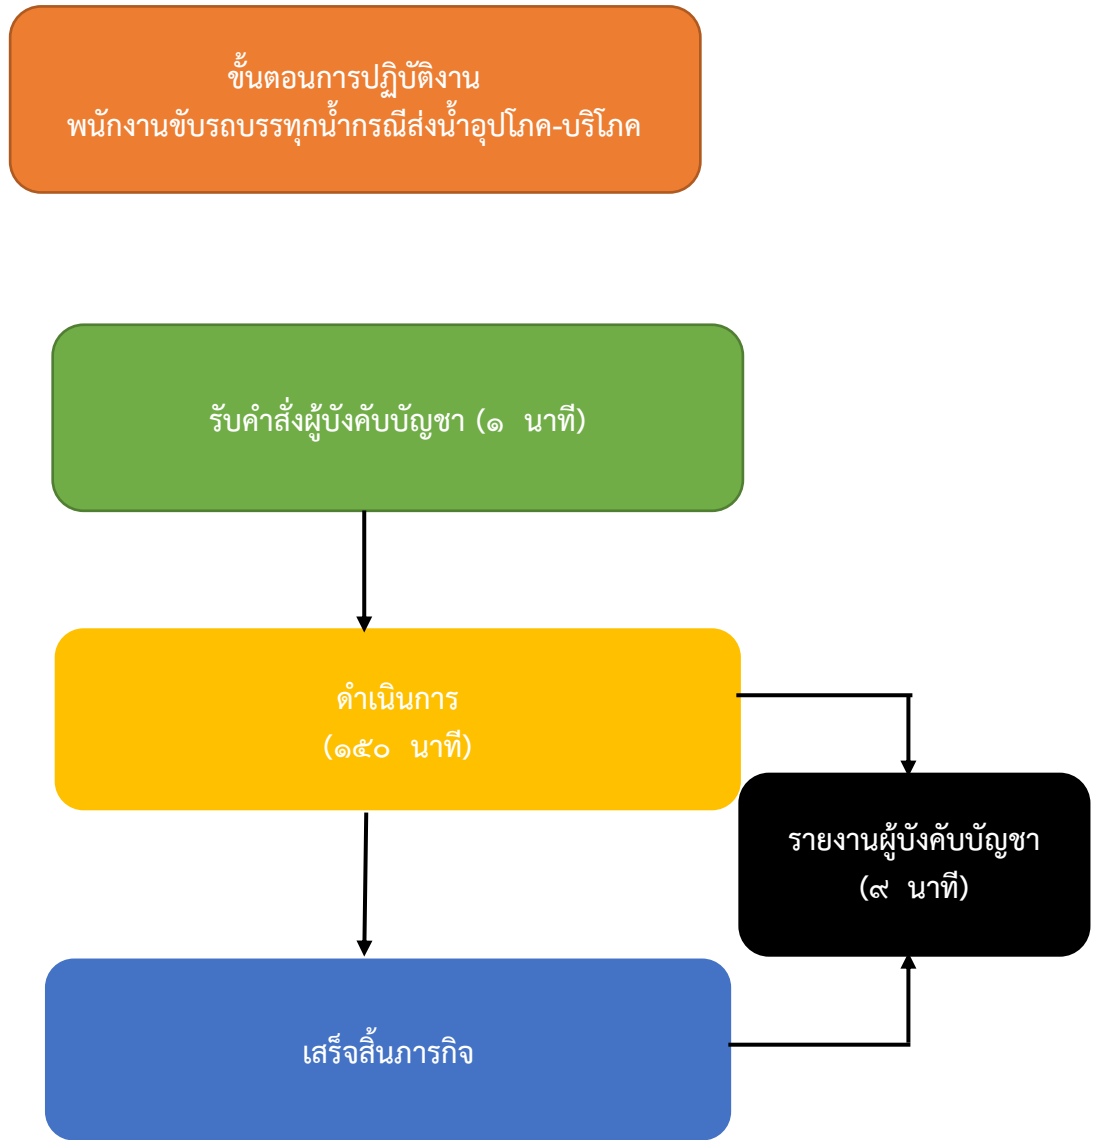 ขั้นตอนการปฏิบัติงาน
พนักงานขับรถบรรทุกน้ำกรณีส่งน้ำอุปโภค-บริโภค
รับคำสั่งผู้บังคับบัญชา (๑ นาที)
ดำเนินการ
(๑๕๐ นาที)
รายงานผู้บังคับบัญชา
(๙ นาที)
เสร็จสิ้นภารกิจ